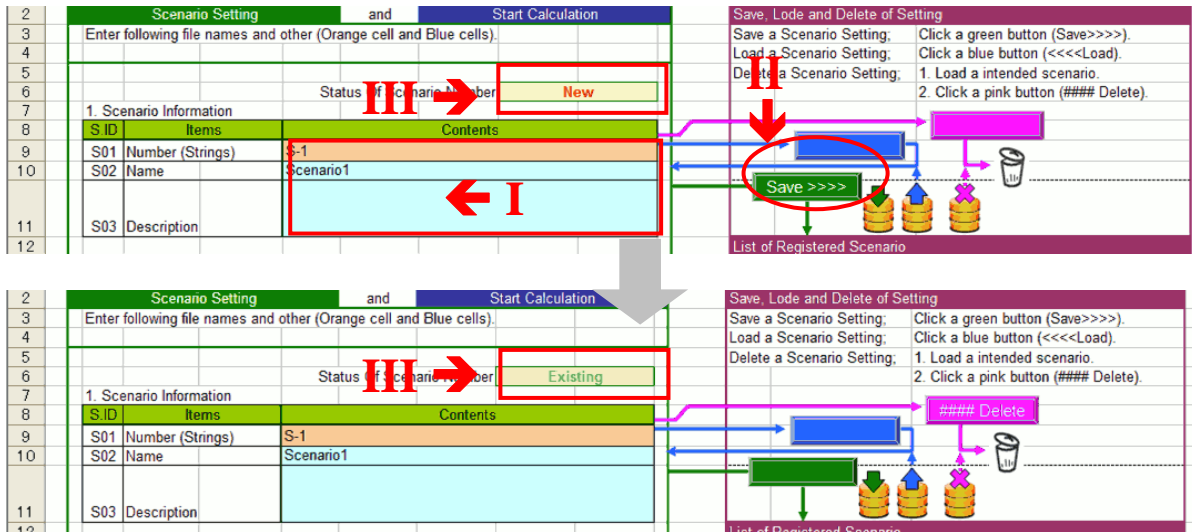 2 Scenario Setting and Start Calculation Save, Lode and Delete of Setting
3 Enter following file names and other (Orange cell and Blue cells). Save a Scenario Setting; Click a green button (Save>>>>).
4 Load a Scenario Setting; Click a blue button (<<<<Load).
5 Delete a Scenario Setting; 1. Load a intended scenario.
II
6 Status Of Scenario Number New 2. Click a pink button (#### Delete).
III
7 1. Scenario Information
8 S.ID Items Contents
9 S01 Number (Strings) S-1
10 S02 Name Scenario1
Save >>>>
I
11 S03 Description
12 List of Registered Scenario
2 Scenario Setting and Start Calculation Save, Lode and Delete of Setting
3 Enter following file names and other (Orange cell and Blue cells). Save a Scenario Setting; Click a green button (Save>>>>).
4 Load a Scenario Setting; Click a blue button (<<<<Load).
5 Delete a Scenario Setting; 1. Load a intended scenario.
6 Status Of Scenario Number Existing 2. Click a pink button (#### Delete).
III
7 1. Scenario Information
8 S.ID Items Contents #### Delete
9 S01 Number (Strings) S-1
10 S02 Name Scenario1
11 S03 Description
12 List of Registered Scenario